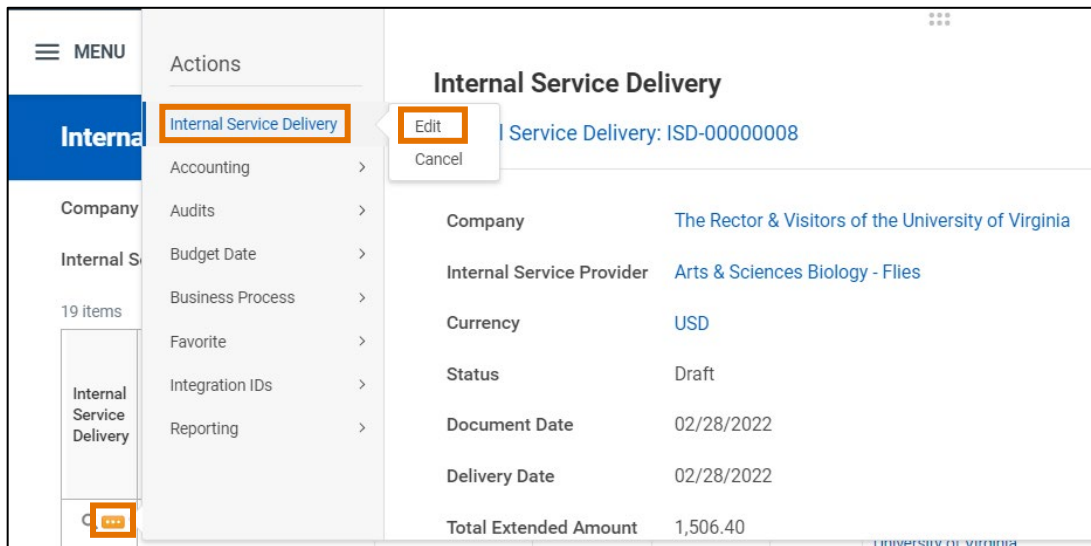 MENU
Actions
Internal Service Delivery
Interna
Internal Service Delivery
Edit
l Service Delivery: ISD-00000008
Cancel
Accounting
Company
Audits
Company
The Rector & Visitors of the University of Virginia
Internal S
Budget Date
Internal Service Provider
Arts & Sciences Biology - Flies
Business Process
19 items
Currency
USD
Favorite
Status
Draft
Internal
Service
Delivery
Integration IDs
Document Date
02/28/2022
Reporting
Delivery Date
02/28/2022
Total Extended Amount
1,506.40
University of Virginia